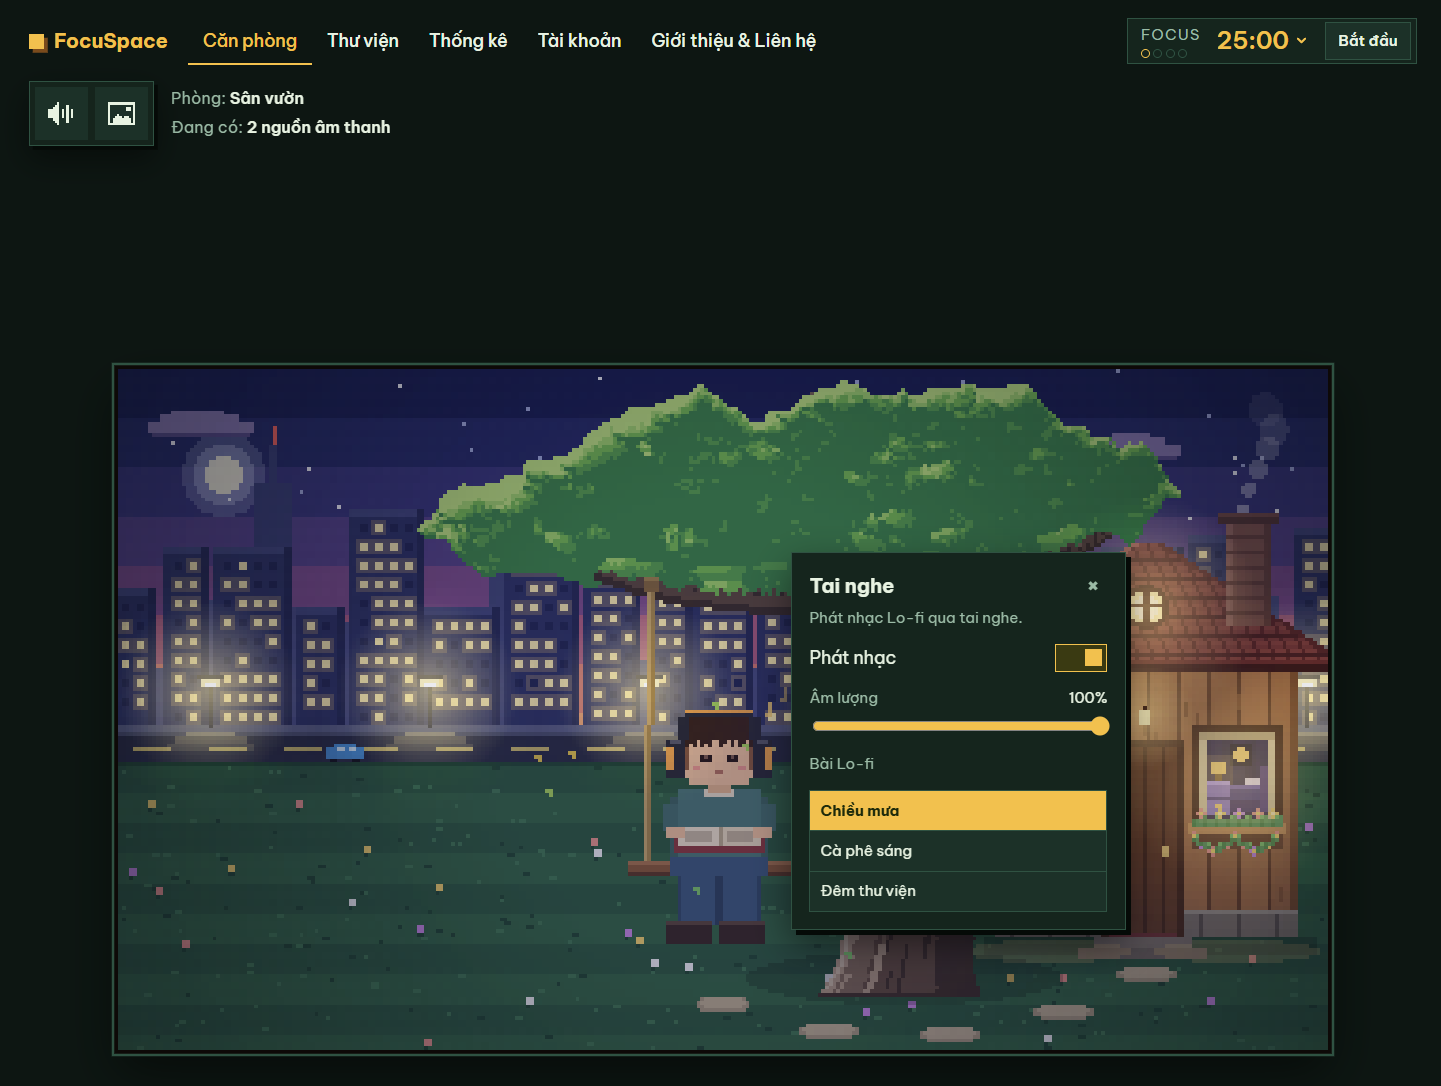 FocuSpace
Căn phòng
Thư viện
Thống kê
Tài khoản
Giới thiệu & Liên hệ
FOCUS
25:00
Bắt đầu
Phòng: Sân vườn
Đang có: 2 nguồn âm thanh
Tai nghe
Phát nhạc Lo-fi qua tai nghe.
Phát nhạc
Âm lượng 100%
Bài Lo-fi
Chiều mưa
Cà phê sáng
Đêm thư viện